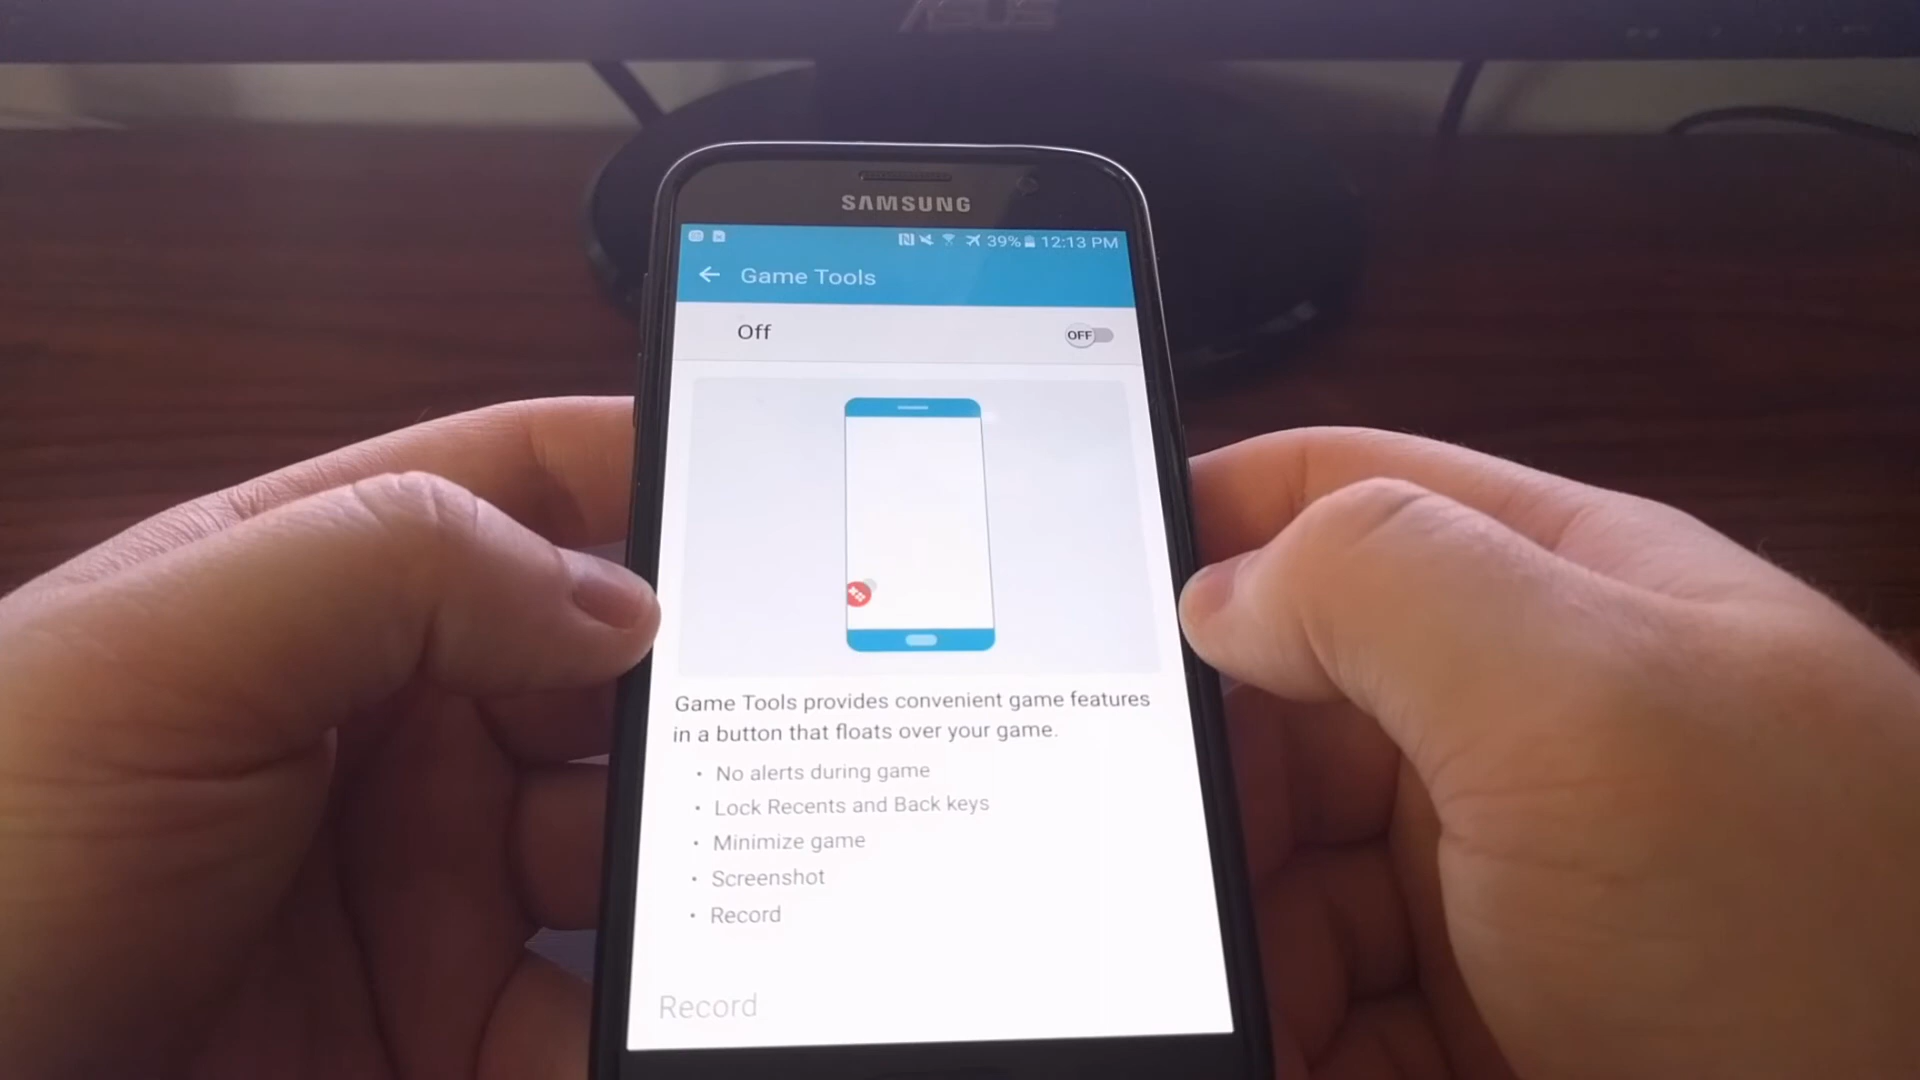 ASUS
SAMSUNG
39% 12:13 PM
Game Tools
Off
OFF
Game Tools provides convenient game features
in a button that floats over your game.
• No alerts during game
• Lock Recents and Back keys
• Minimize game
• Screenshot
• Record
Record